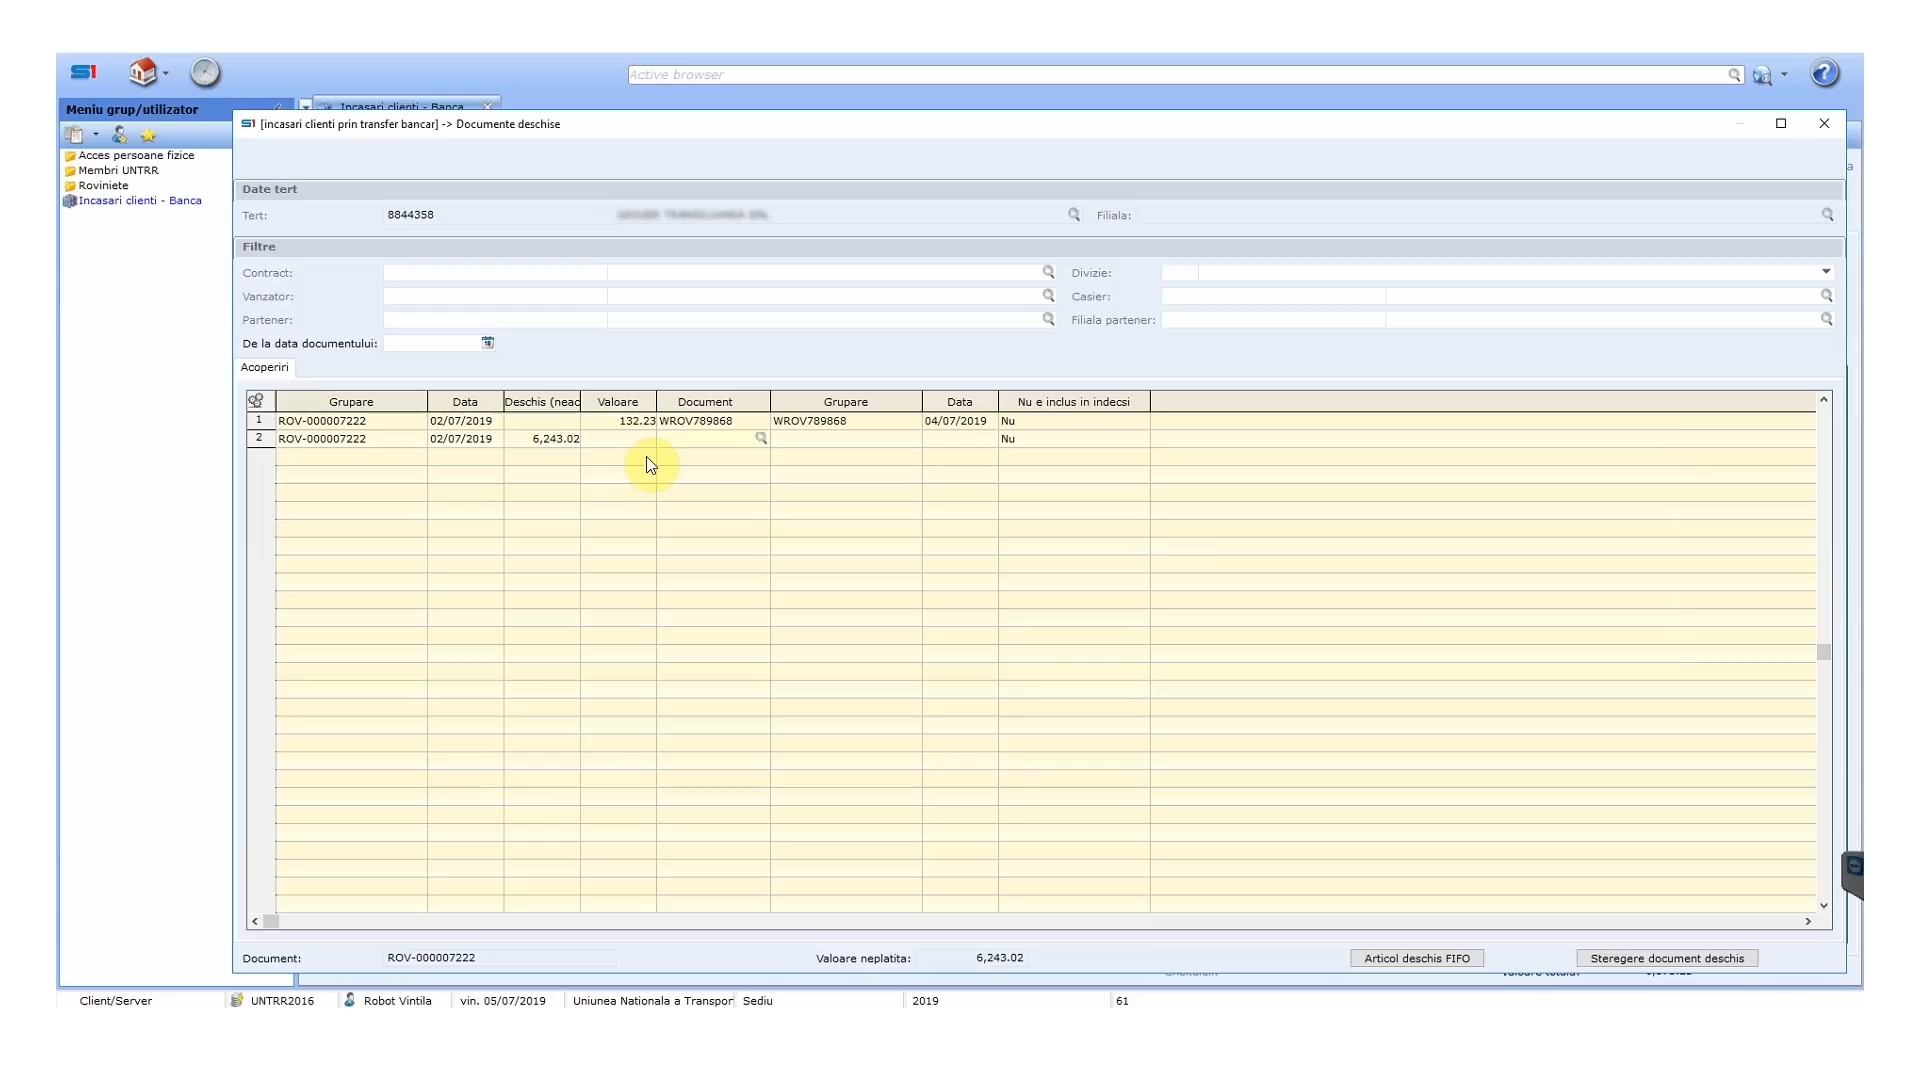 S1
Active browser
Meniu grup/utilizator
Incasari clienti - Banca
S1 [incasari clienti prin transfer bancar] -> Documente deschise
Acces persoane fizice
Membri UNTRR
Roviniete
Incasari clienti - Banca
Date tert
Tert: 8844358 Filiala:
Filtre
Contract: Divizie:
Vanzator: Casier:
Partener: Filiala partener:
De la data documentului:
Acoperiri
Grupare Data Deschis (neac Valoare Document Grupare Data Nu e inclus in indecsi
1 ROV-000007222 02/07/2019 132.23 WROV789868 WROV789868 04/07/2019 Nu
2 ROV-000007222 02/07/2019 6,243.02 Nu
Document: ROV-000007222 Valoare neplatita: 6,243.02 Articol deschis FIFO Steregere document deschis
Client/Server UNTRR2016 Robot Vintila vin. 05/07/2019 Uniunea Nationala a Transpor Sediu 2019 61